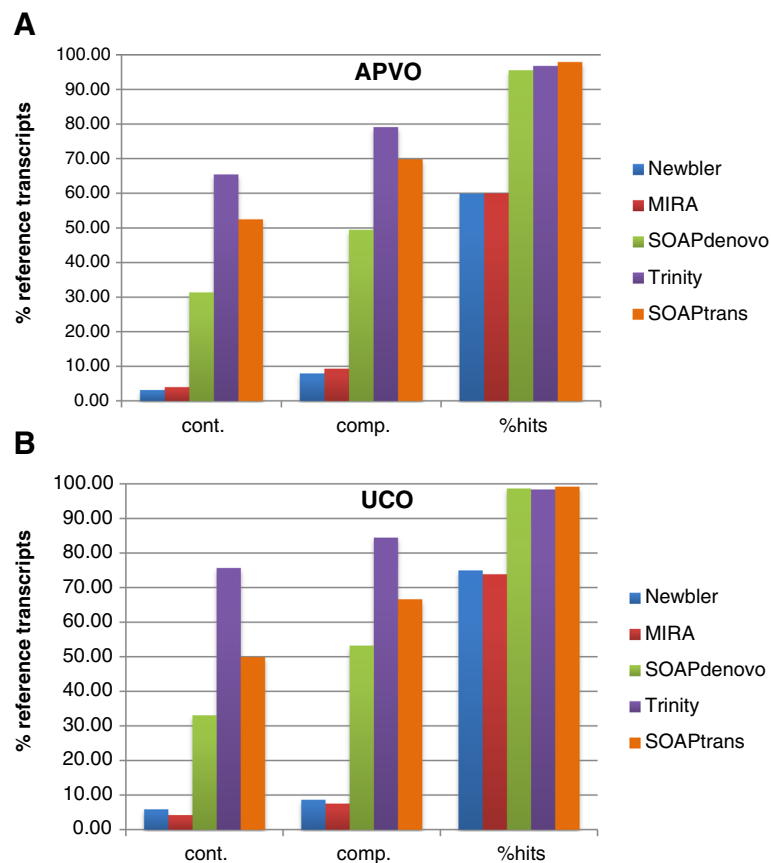 A
APVO
% reference transcripts
100.00
90.00
80.00
70.00
60.00
50.00
40.00
30.00
20.00
10.00
0.00
cont.
comp.
%hits
Newbler
MIRA
SOAPdenovo
Trinity
SOAPtrans
B
UCO
% reference transcripts
100.00
90.00
80.00
70.00
60.00
50.00
40.00
30.00
20.00
10.00
0.00
cont.
comp.
%hits
Newbler
MIRA
SOAPdenovo
Trinity
SOAPtrans